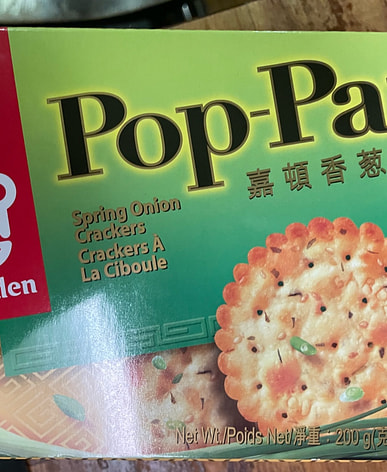 Pop-Pa
嘉頓香葱
Spring Onion
Crackers
Crackers À
La Ciboule
den
Net Wt./Poids Net/淨重：200 g(克